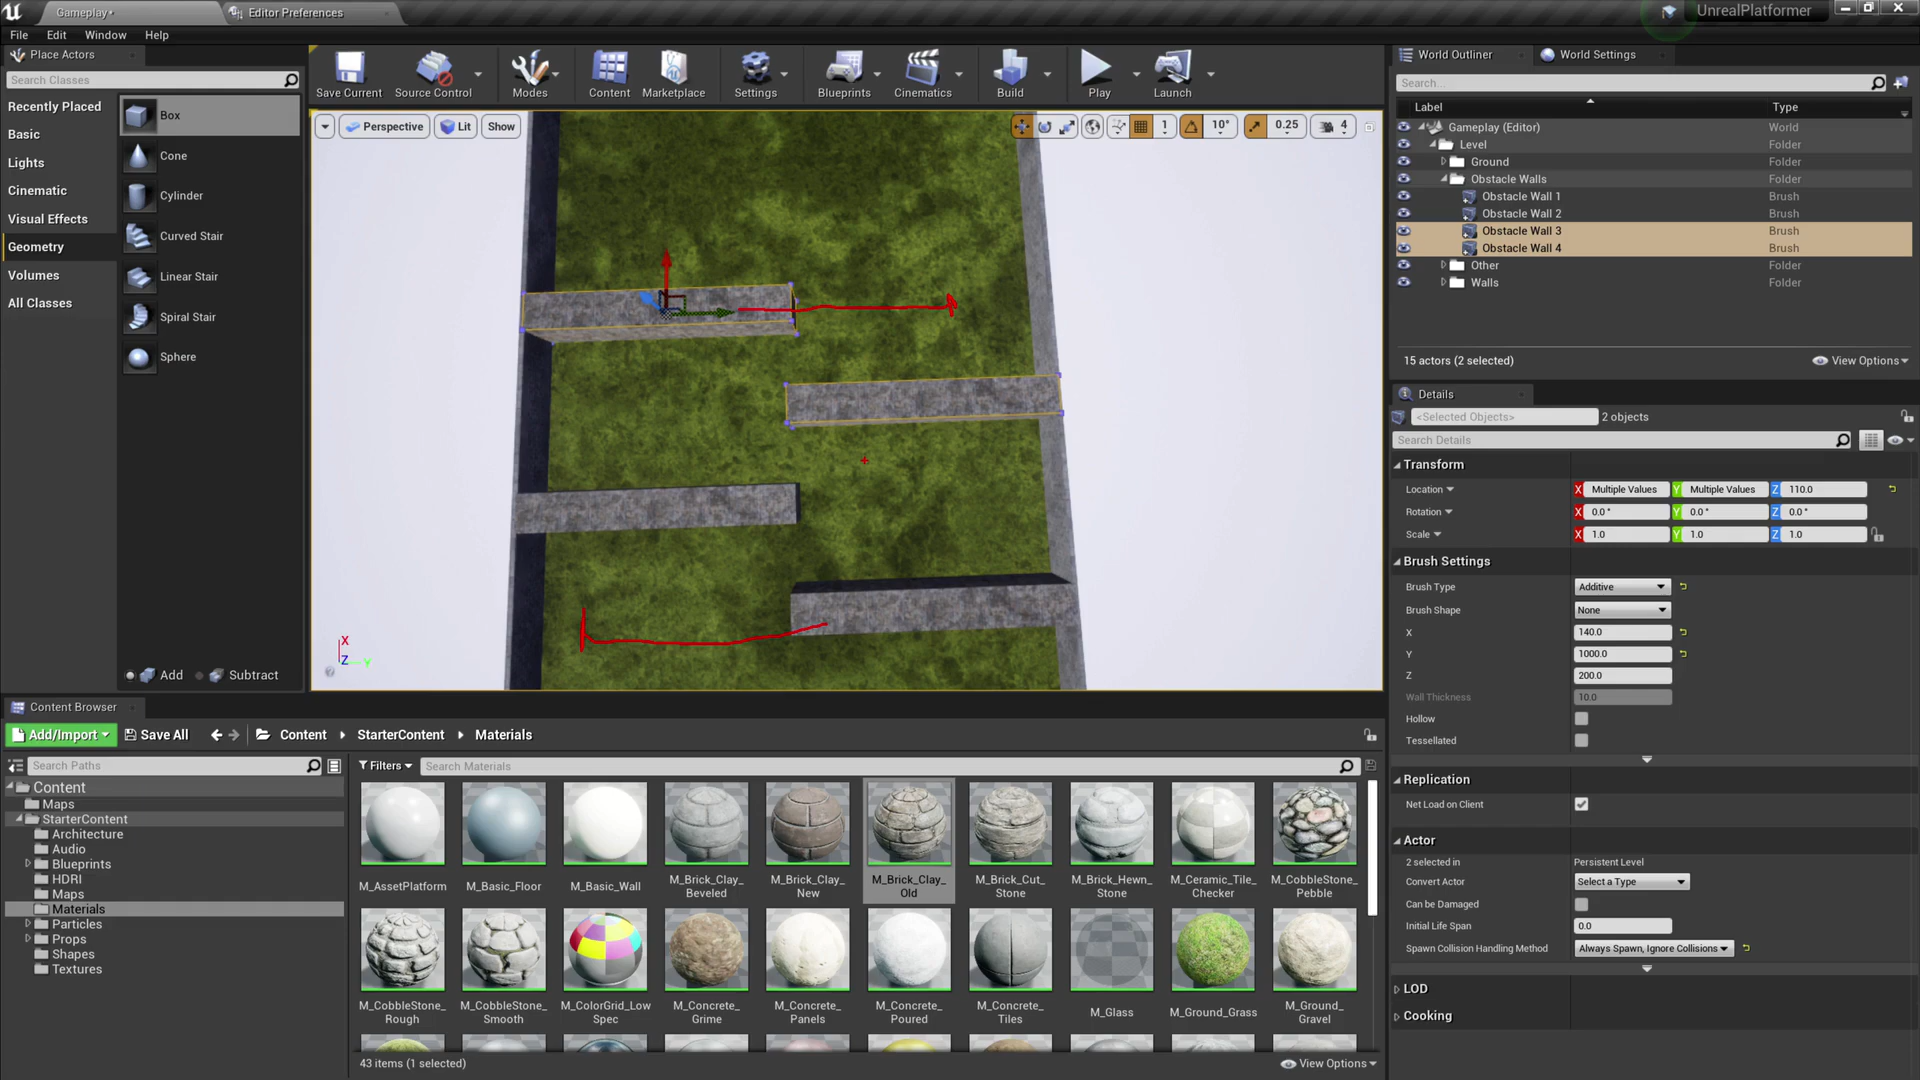 Gameplay*
Editor Preferences
UnrealPlatformer
File Edit Window Help
Place Actors
Search Classes
Recently Placed
Basic
Lights
Cinematic
Visual Effects
Geometry
Volumes
All Classes
Box
Cone
Cylinder
Curved Stair
Linear Stair
Spiral Stair
Sphere
Add Subtract
Save Current Source Control Modes Content Marketplace Settings Blueprints Cinematics Build Play Launch
Perspective Lit Show
1 10° 0.25 4
X
Z Y
World Outliner World Settings
Search...
Label Type
Gameplay (Editor) World
Level Folder
Ground Folder
Obstacle Walls Folder
Obstacle Wall 1 Brush
Obstacle Wall 2 Brush
Obstacle Wall 3 Brush
Obstacle Wall 4 Brush
Other Folder
Walls Folder
15 actors (2 selected) View Options
Details
<Selected Objects> 2 objects
Search Details
Transform
Location X Multiple Values Y Multiple Values Z 110.0
Rotation X 0.0° Y 0.0° Z 0.0°
Scale X 1.0 Y 1.0 Z 1.0
Brush Settings
Brush Type Additive
Brush Shape None
X 140.0
Y 1000.0
Z 200.0
Wall Thickness 10.0
Hollow
Tessellated
Replication
Net Load on Client
Actor
2 selected in Persistent Level
Convert Actor Select a Type
Can be Damaged
Initial Life Span 0.0
Spawn Collision Handling Method Always Spawn, Ignore Collisions
LOD
Cooking
Content Browser
Add/Import Save All Content StarterContent Materials
Search Paths
Content
Maps
StarterContent
Architecture
Audio
Blueprints
HDRI
Maps
Materials
Particles
Props
Shapes
Textures
Filters Search Materials
M_AssetPlatform
M_Basic_Floor
M_Basic_Wall
M_Brick_Clay_
Beveled
M_Brick_Clay_
New
M_Brick_Clay_
Old
M_Brick_Cut_
Stone
M_Brick_Hewn_
Stone
M_Ceramic_Tile_
Checker
M_CobbleStone_
Pebble
M_CobbleStone_
Rough
M_CobbleStone_
Smooth
M_ColorGrid_Low
Spec
M_Concrete_
Grime
M_Concrete_
Panels
M_Concrete_
Poured
M_Concrete_
Tiles
M_Glass
M_Ground_Grass
M_Ground_
Gravel
43 items (1 selected) View Options